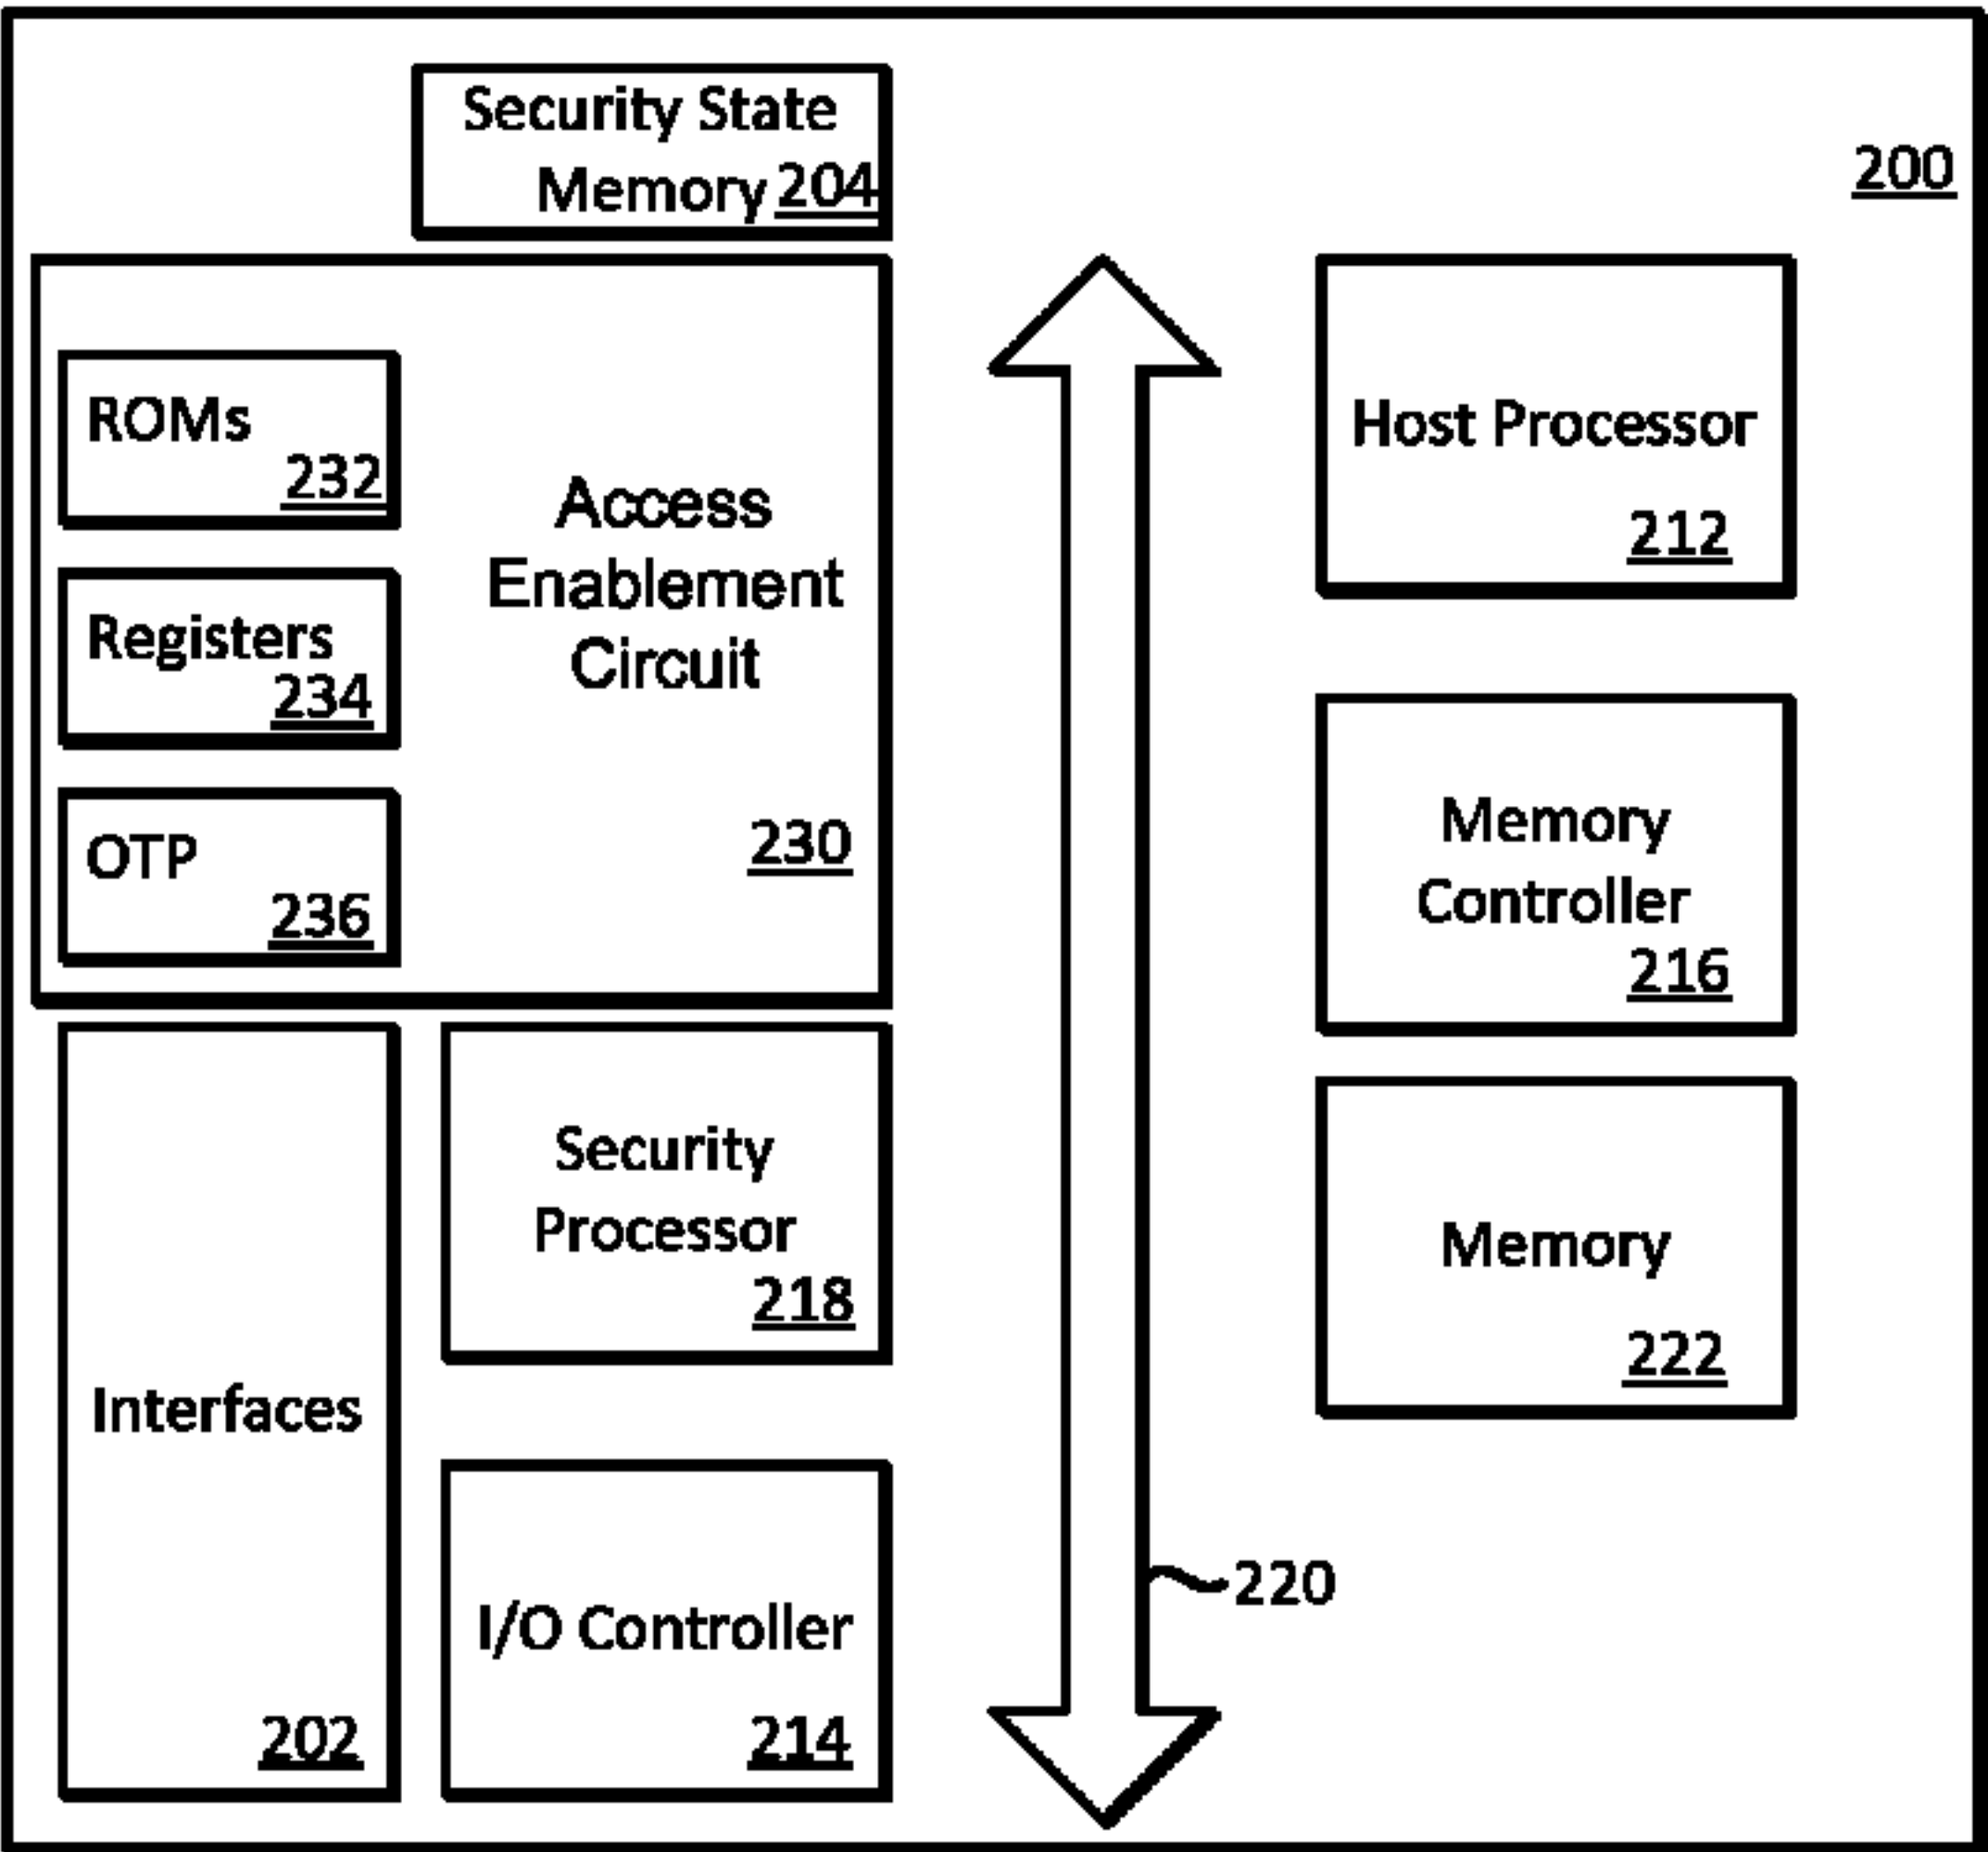 Security State
Memory 204
200
ROMs
232
Registers
234
OTP
236
Access
Enablement
Circuit
230
Host Processor
212
Memory
Controller
216
Security
Processor
218
Memory
222
Interfaces
202
I/O Controller
214
220